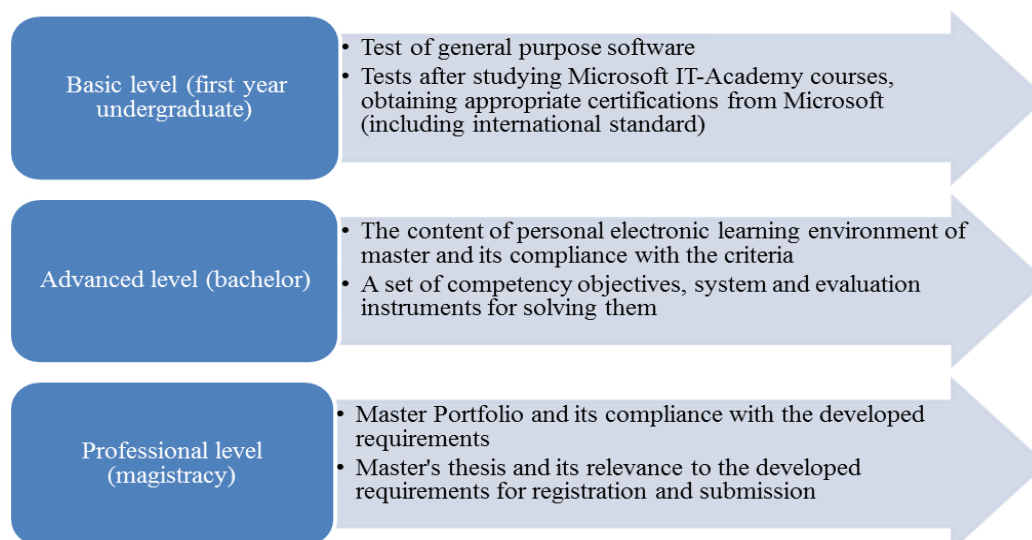 Basic level (first year
undergraduate)
• Test of general purpose software
• Tests after studying Microsoft IT-Academy courses,
obtaining appropriate certifications from Microsoft
(including international standard)
Advanced level (bachelor)
• The content of personal electronic learning environment of
master and its compliance with the criteria
• A set of competency objectives, system and evaluation
instruments for solving them
Professional level
(magistracy)
• Master Portfolio and its compliance with the developed
requirements
• Master's thesis and its relevance to the developed
requirements for registration and submission